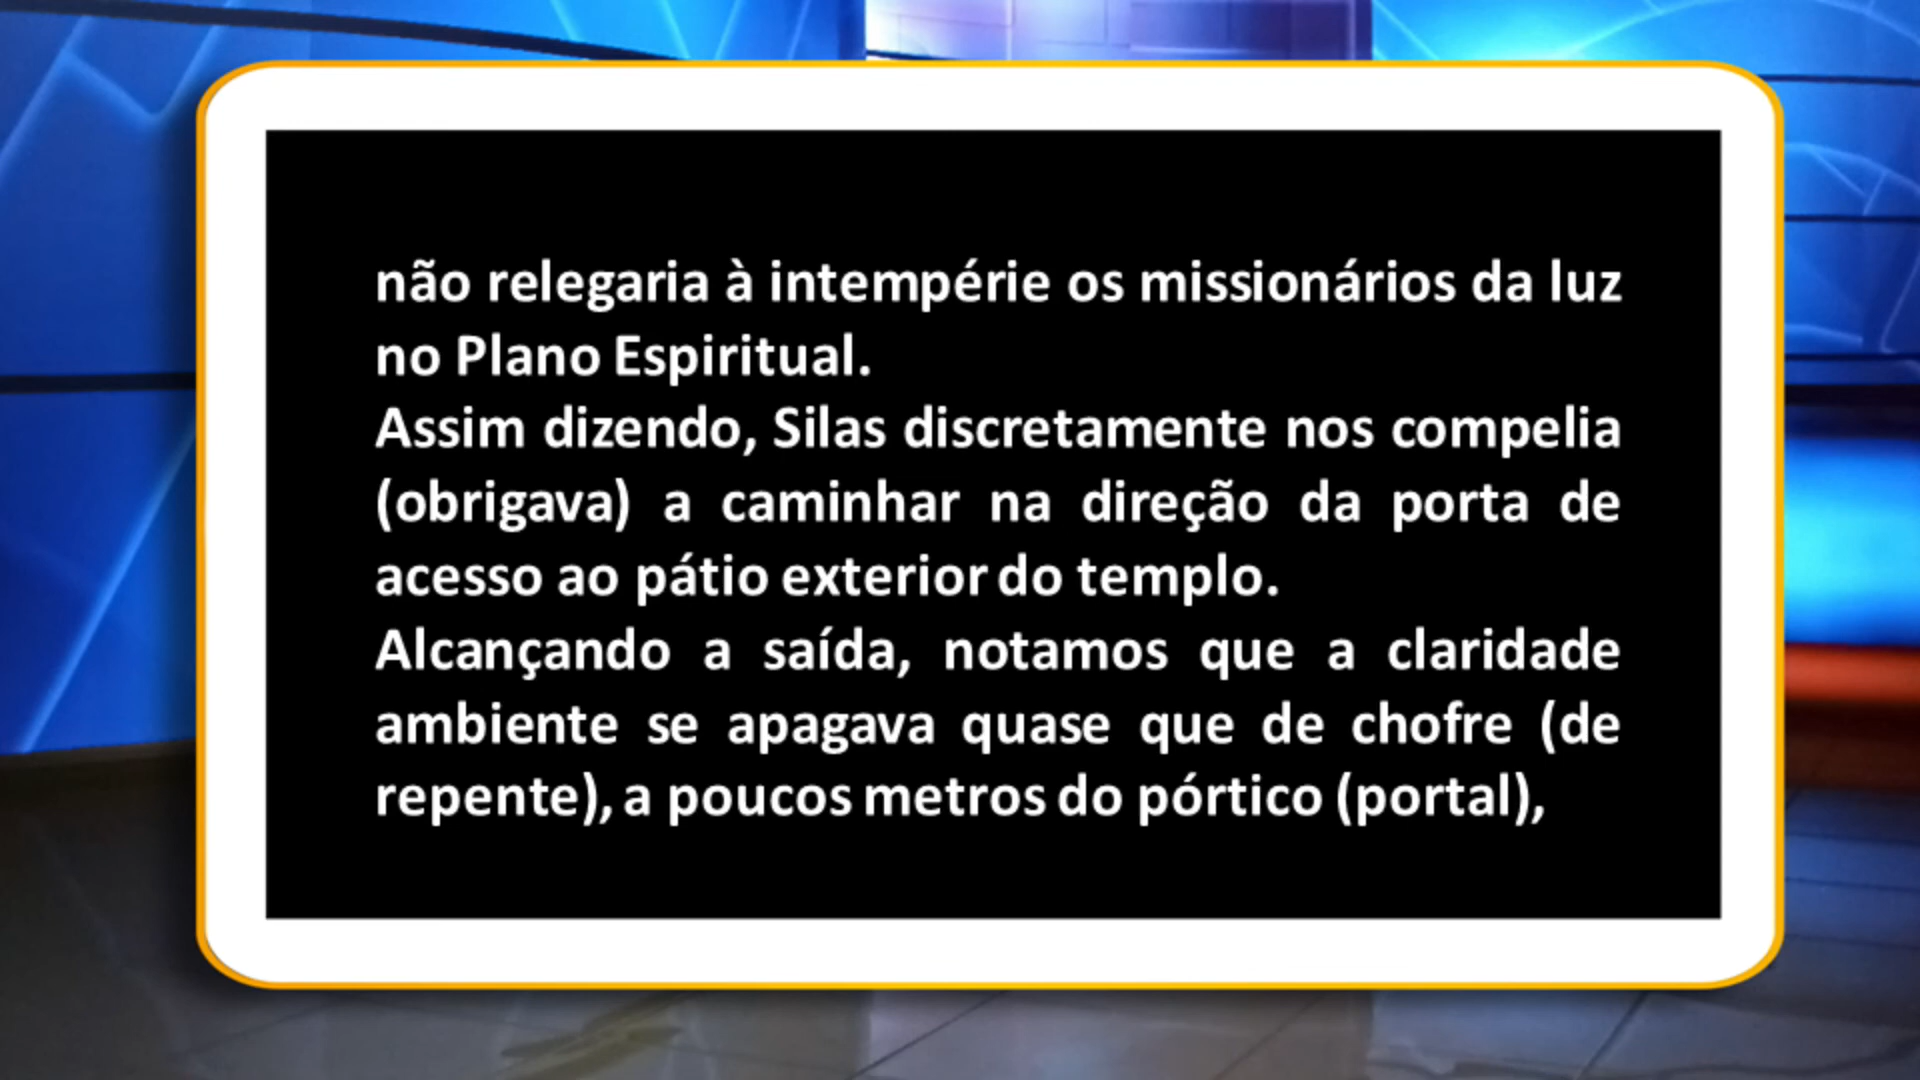 não relegaria à intempérie os missionários da luz
no Plano Espiritual.
Assim dizendo, Silas discretamente nos compelia
(obrigava) a caminhar na direção da porta de
acesso ao pátio exterior do templo.
Alcançando a saída, notamos que a claridade
ambiente se apagava quase que de chofre (de
repente), a poucos metros do pórtico (portal),